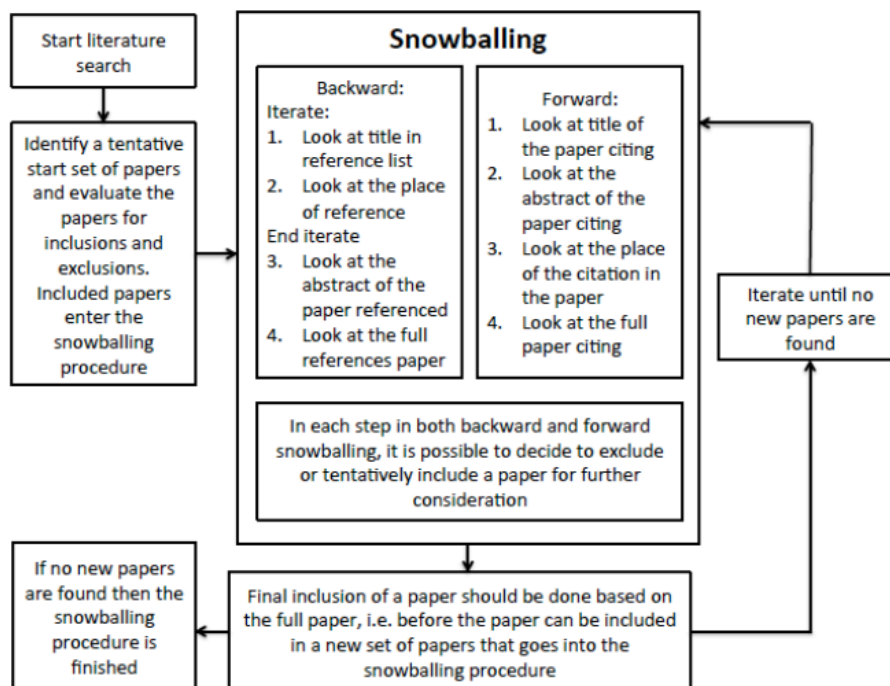 Start literature
search
Identify a tentative
start set of papers
and evaluate the
papers for
inclusions and
exclusions.
Included papers
enter the
snowballing
procedure
Snowballing
Backward:
Iterate:
1. Look at title in
reference list
2. Look at the place
of reference
End iterate
3. Look at the
abstract of the
paper referenced
4. Look at the full
references paper
Forward:
1. Look at title of
the paper citing
2. Look at the
abstract of the
paper citing
3. Look at the place
of the citation in
the paper
4. Look at the full
paper citing
In each step in both backward and forward
snowballing, it is possible to decide to exclude
or tentatively include a paper for further
consideration
Iterate until no
new papers are
found
Final inclusion of a paper should be done based on
the full paper, i.e. before the paper can be included
in a new set of papers that goes into the
snowballing procedure
If no new papers
are found then the
snowballing
procedure is
finished